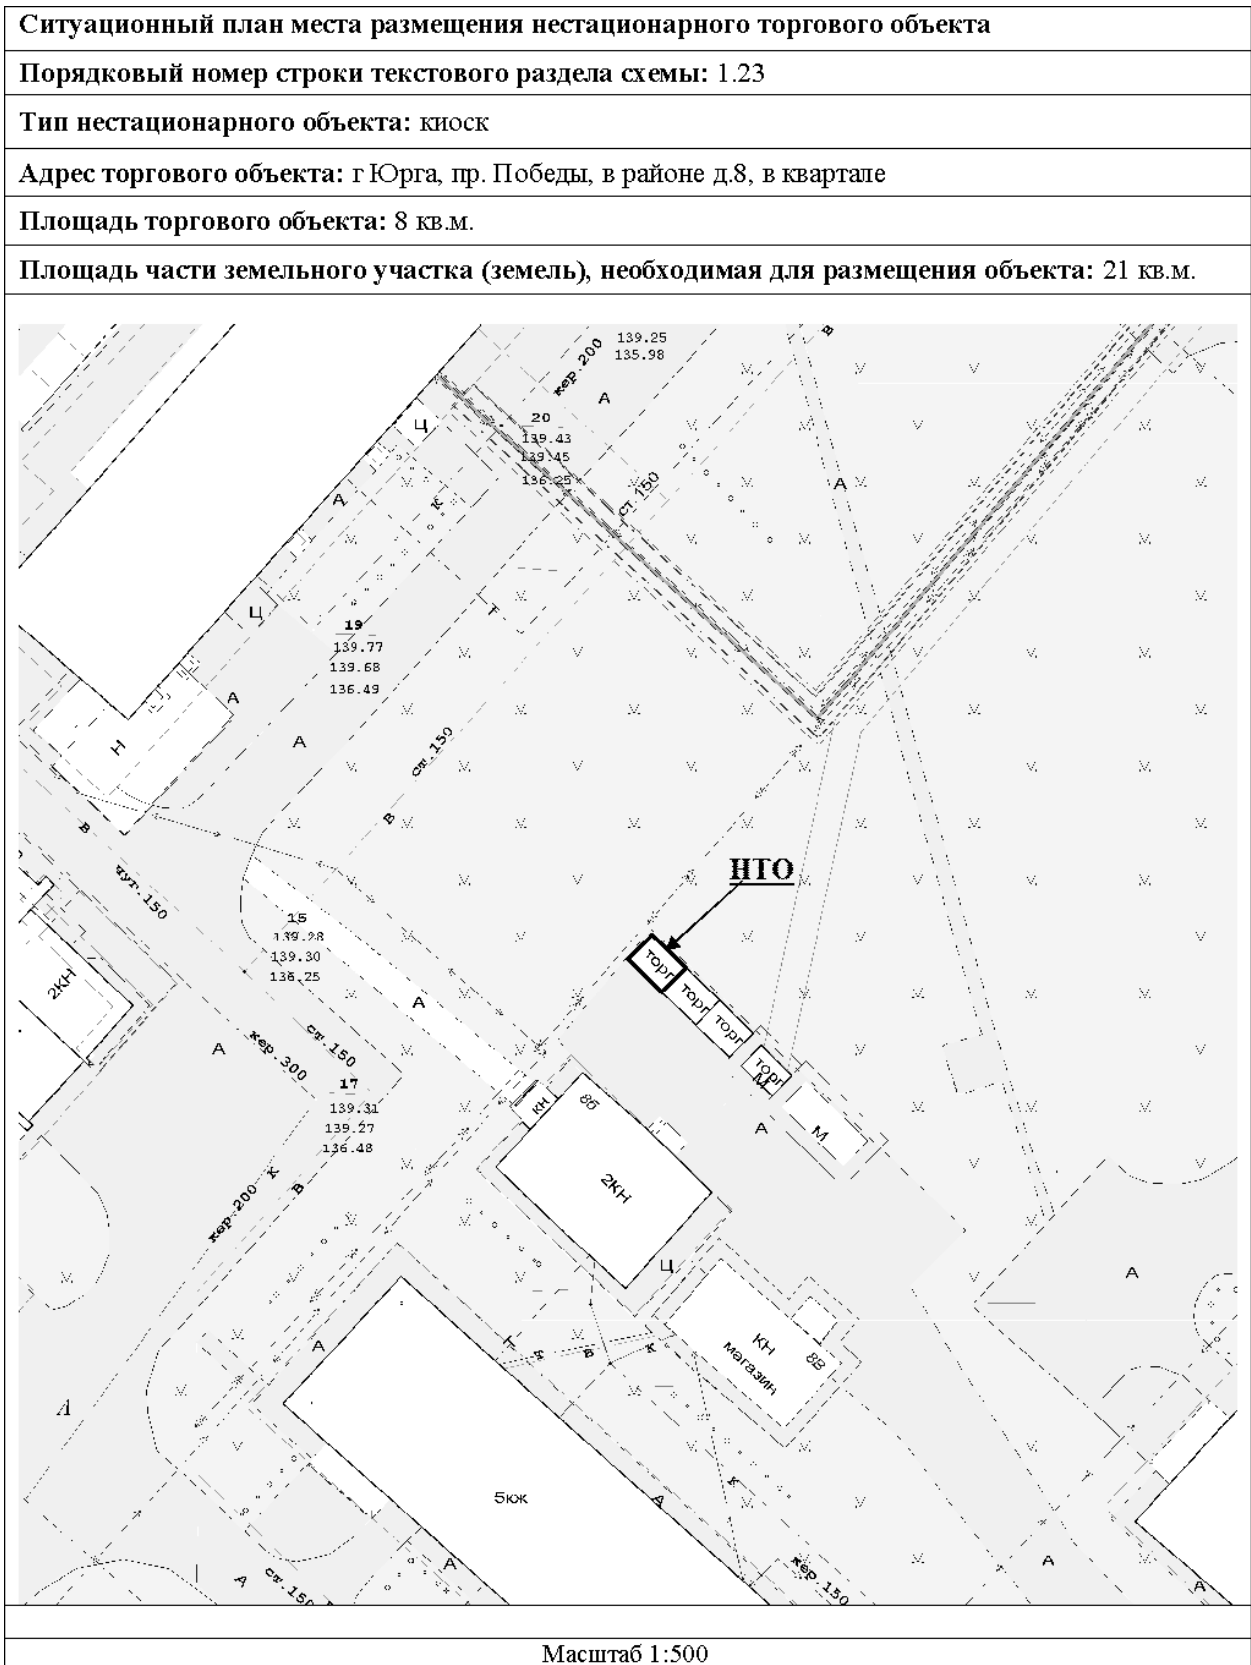 Ситуационный план места размещения нестационарного торгового объекта
Порядковый номер строки текстового раздела схемы: 1.23
Тип нестационарного объекта: киоск
Адрес торгового объекта: г Юрга, пр. Победы, в районе д.8, в квартале
Площадь торгового объекта: 8 кв.м.
Площадь части земельного участка (земель), необходимая для размещения объекта: 21 кв.м.
139.25
135.98
в
кер.200
А
Ц
20
139.43
139.45
136.25
ст.150
А
А
К
Ц
19
139.77
139.68
136.49
Т
А
Н
А
ст.150
В
В
чуг.150
НТО
15
139.28
139.30
136.25
2КН
торг
торг
торг
торг
М
А
А
ст.150
кер.300
17
139.31
139.27
136.48
КН
8б
2КН
А
М
К
В
кер.200
Ц
А
КН
магазин
8В
А
т
в
к
А
5кж
А
К
А
А
ст.150
кер.150
А
А
Масштаб 1:500